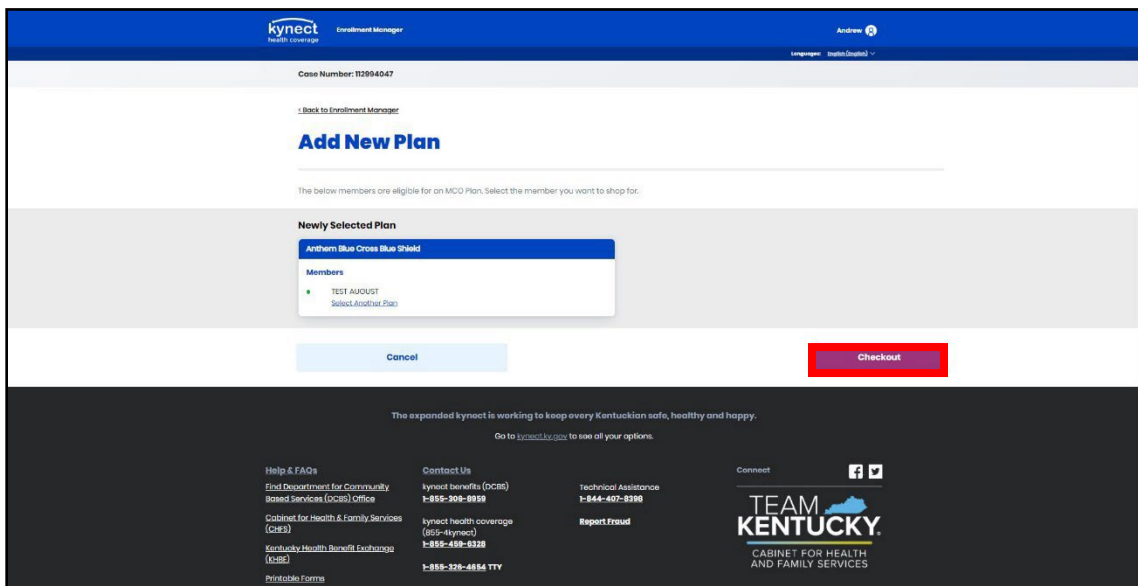 kynect
health coverage
Enrollment Manager
Andrew
Languages: English (English)
Case Number: 112994047
< Back to Enrollment Manager
Add New Plan
The below members are eligible for an MCO Plan. Select the member you want to shop for.
Newly Selected Plan
Anthem Blue Cross Blue Shield
Members
TEST AUGUST
Select Another Plan
Cancel
Checkout
The expanded kynect is working to keep every Kentuckian safe, healthy and happy.
Go to kynect.ky.gov to see all your options.
Help & FAQs
Find Department for Community
Based Services (DCBS) Office
Cabinet for Health & Family Services
(CHFS)
Kentucky Health Benefit Exchange
(KHBE)
Printable Forms
Contact Us
kynect benefits (DCBS)
1-855-306-8959
kynect health coverage
(855-4kynect)
1-855-459-6328
1-855-326-4654 TTY
Technical Assistance
1-844-407-8398
Report Fraud
Connect
TEAM
KENTUCKY.
CABINET FOR HEALTH
AND FAMILY SERVICES